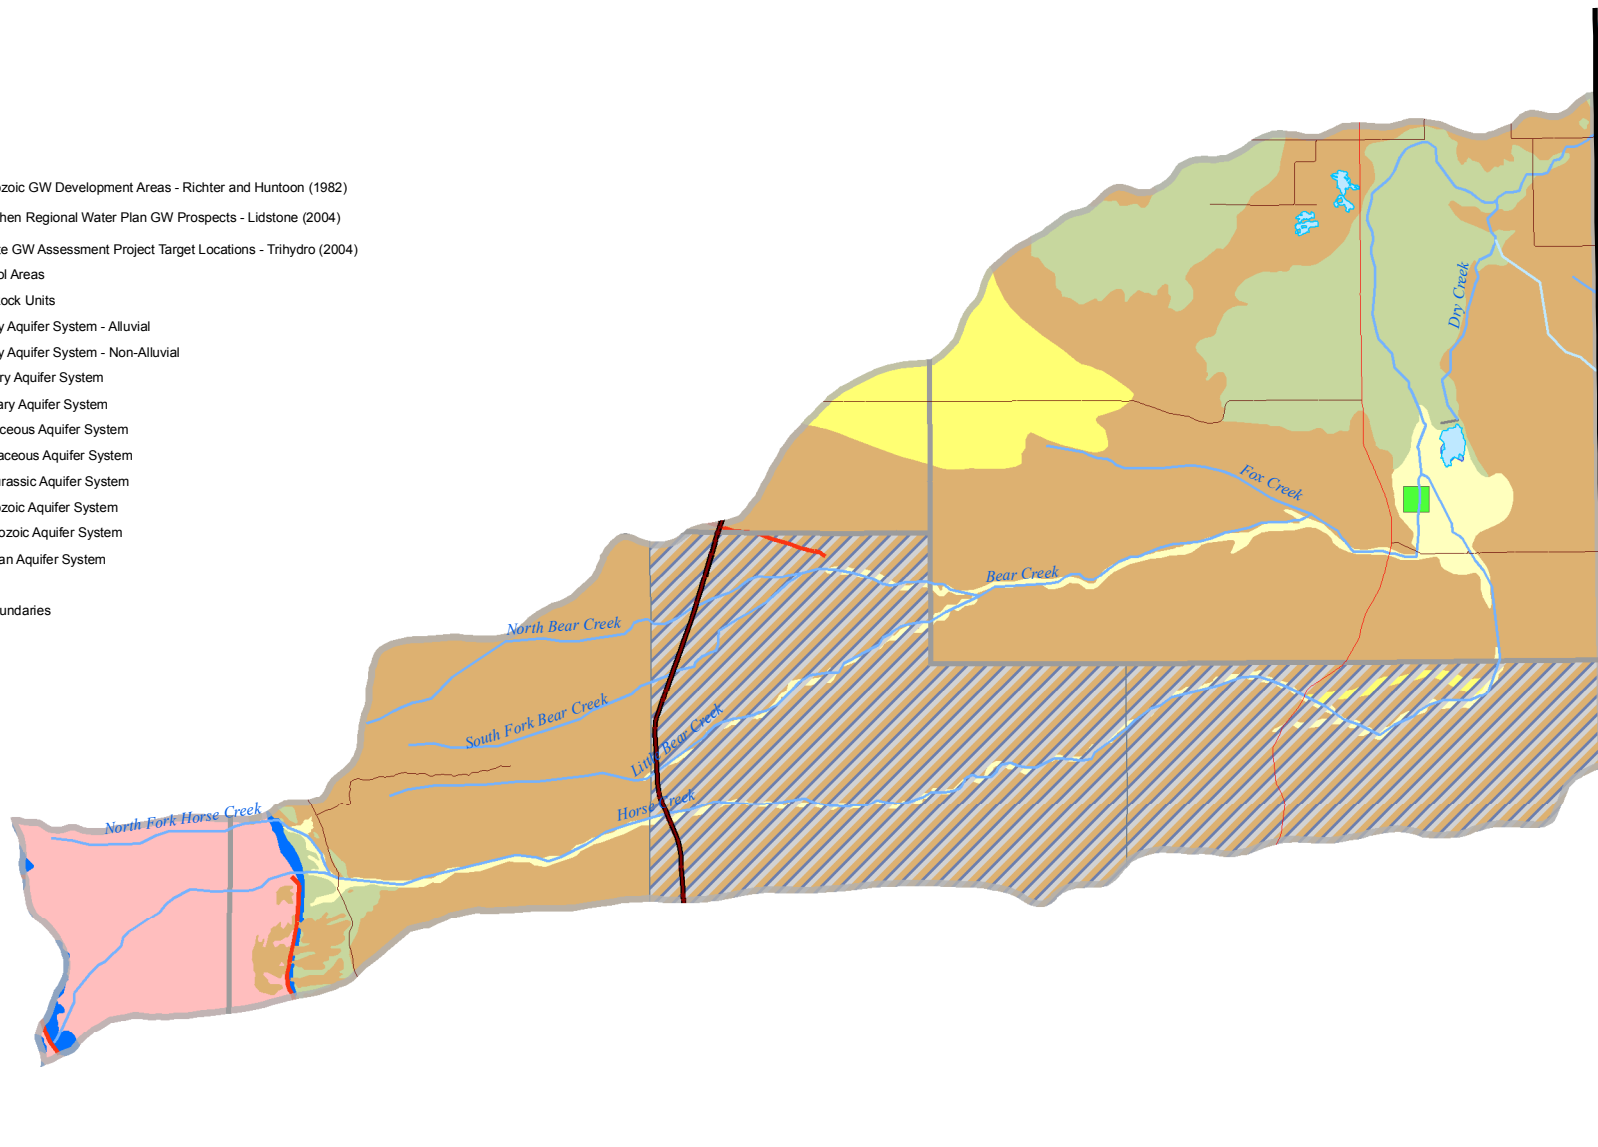 ozoic GW Development Areas - Richter and Huntoon (1982)
hen Regional Water Plan GW Prospects - Lidstone (2004)
te GW Assessment Project Target Locations - Trihydro (2004)
ol Areas
ock Units
y Aquifer System - Alluvial
y Aquifer System - Non-Alluvial
ry Aquifer System
ary Aquifer System
ceous Aquifer System
aceous Aquifer System
urassic Aquifer System
ozoic Aquifer System
ozoic Aquifer System
an Aquifer System
undaries
Dry Creek
Fox Creek
Bear Creek
North Bear Creek
South Fork Bear Creek
Little Bear Creek
Horse Creek
North Fork Horse Creek